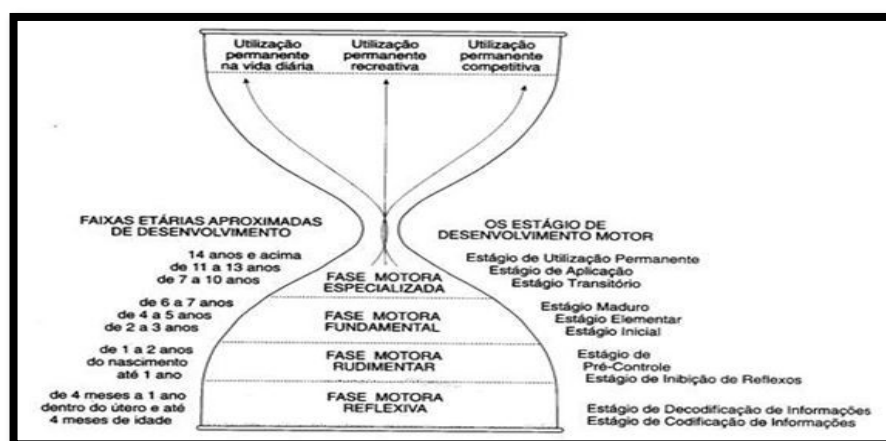 Utilização permanente na vida diária
Utilização permanente recreativa
Utilização permanente competitiva
FAIXAS ETÁRIAS APROXIMADAS
DE DESENVOLVIMENTO
OS ESTÁGIO DE
DESENVOLVIMENTO MOTOR
14 anos e acima
de 11 a 13 anos
de 7 a 10 anos
FASE MOTORA
ESPECIALIZADA
Estágio de Utilização Permanente
Estágio de Aplicação
Estágio Transitório
de 6 a 7 anos
de 4 a 5 anos
de 2 a 3 anos
FASE MOTORA
FUNDAMENTAL
Estágio Maduro
Estágio Elementar
Estágio Inicial
de 1 a 2 anos
do nascimento
até 1 ano
FASE MOTORA
RUDIMENTAR
Estágio de
Pré-Controle
Estágio de Inibição de Reflexos
de 4 meses a 1 ano
dentro do útero e até
4 meses de idade
FASE MOTORA
REFLEXIVA
Estágio de Decodificação de Informações
Estágio de Codificação de Informações